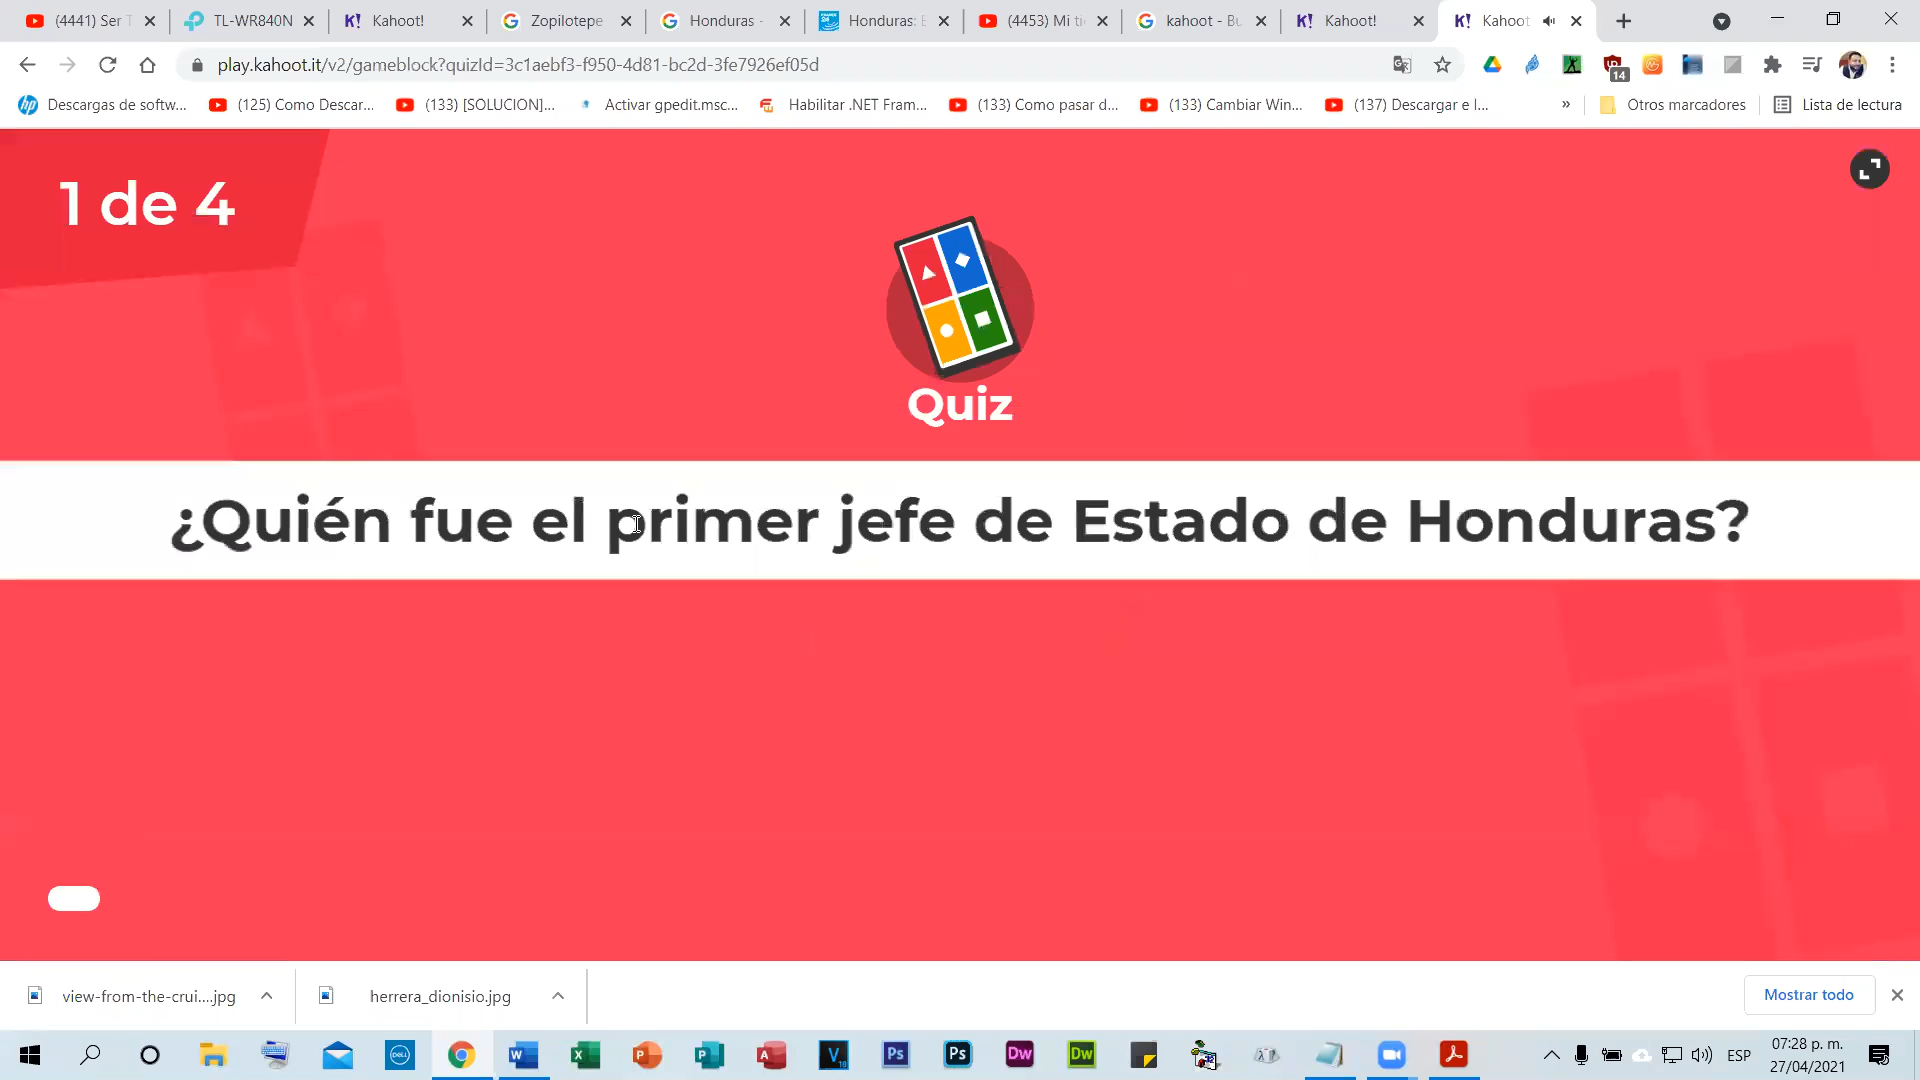 (4441) Ser T
TL-WR840N
Kahoot!
Zopilotepe
Honduras -
Honduras: E
(4453) Mi ti
kahoot - Bu
Kahoot!
Kahoot
play.kahoot.it/v2/gameblock?quizId=3c1aebf3-f950-4d81-bc2d-3fe7926ef05d
14
Descargas de softw...
(125) Como Descar...
(133) [SOLUCION]...
Activar gpedit.msc...
Habilitar .NET Fram...
(133) Como pasar d...
(133) Cambiar Win...
(137) Descargar e I...
»
Otros marcadores
Lista de lectura
1 de 4
Quiz
¿Quién fue el primer jefe de Estado de Honduras?
view-from-the-crui....jpg
herrera_dionisio.jpg
Mostrar todo
ESP
07:28 p. m.
27/04/2021